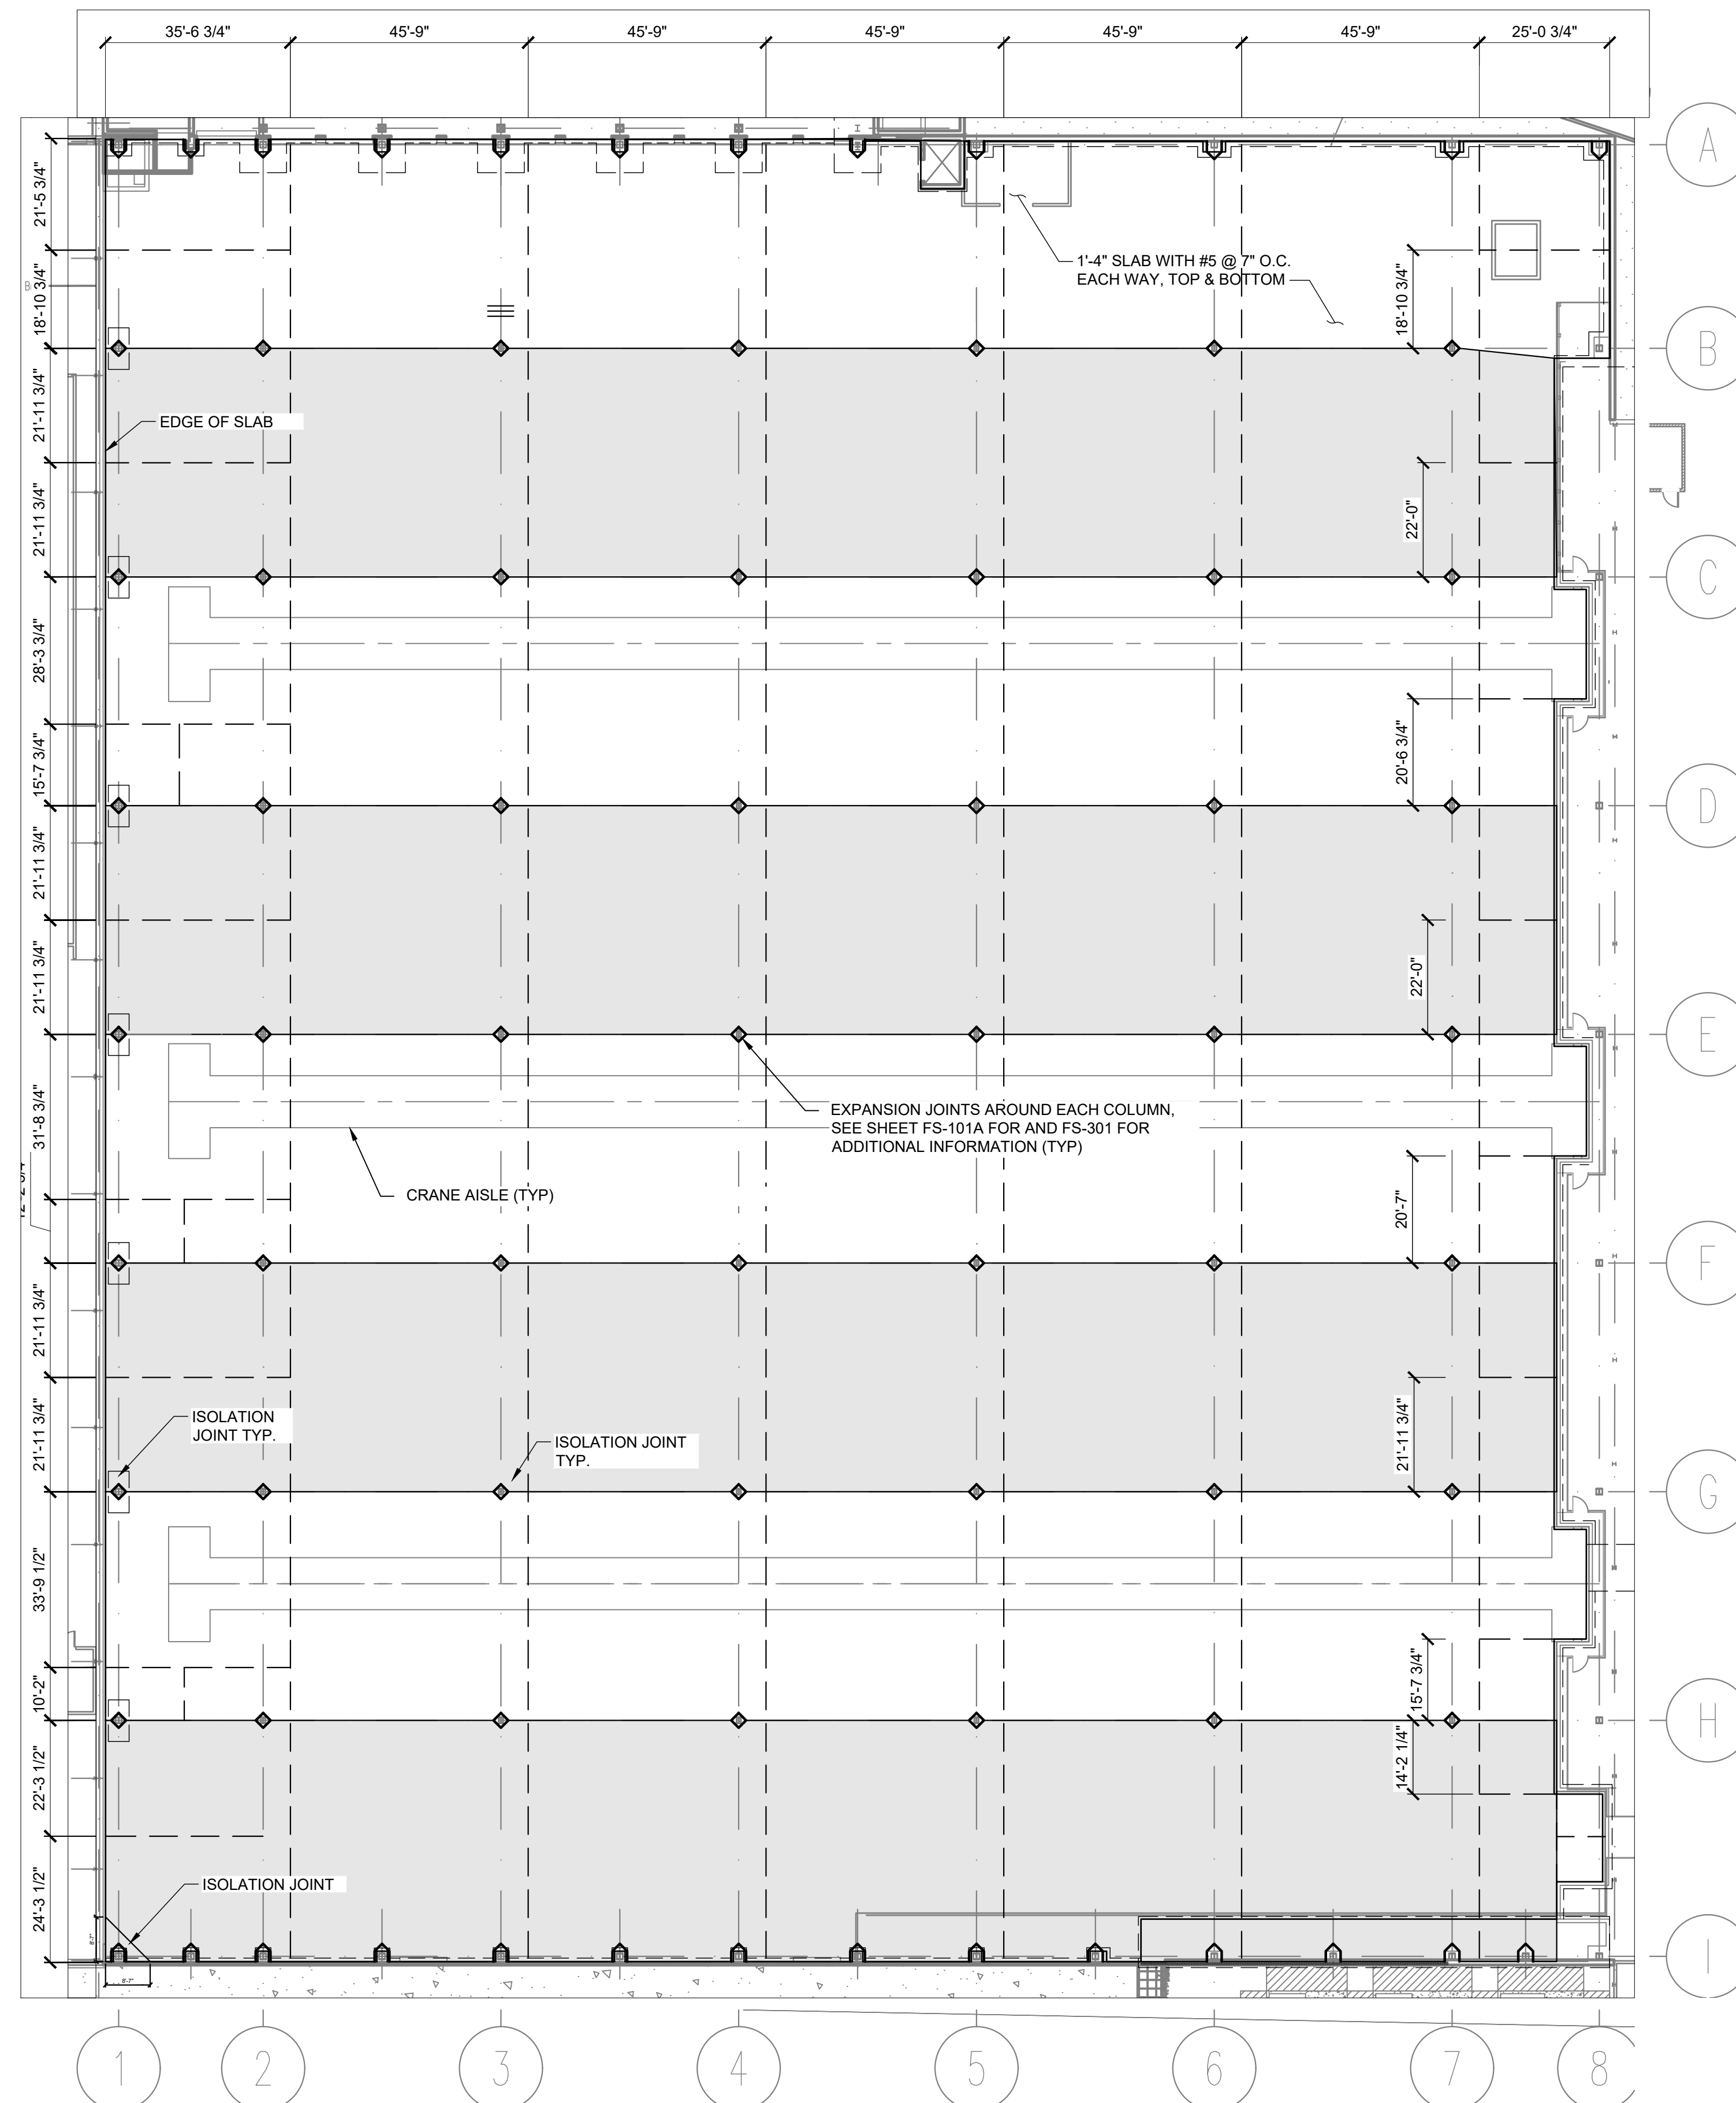 35'-6 3/4"
45'-9"
45'-9"
45'-9"
45'-9"
45'-9"
25'-0 3/4"
A
21'-5 3/4"
1'-4" SLAB WITH #5 @ 7" O.C.
EACH WAY, TOP & BOTTOM
B
18'-10 3/4"
18'-10 3/4"
B
EDGE OF SLAB
21'-11 3/4"
21'-11 3/4"
22'-0"
C
28'-3 3/4"
15'-7 3/4"
20'-6 3/4"
D
21'-11 3/4"
21'-11 3/4"
22'-0"
E
31'-8 3/4"
EXPANSION JOINTS AROUND EACH COLUMN,
SEE SHEET FS-101A FOR AND FS-301 FOR
ADDITIONAL INFORMATION (TYP)
CRANE AISLE (TYP)
20'-7"
F
21'-11 3/4"
21'-11 3/4"
21'-11 3/4"
ISOLATION
JOINT TYP.
ISOLATION JOINT
TYP.
G
33'-9 1/2"
10'-2"
15'-7 3/4"
H
22'-3 1/2"
14'-2 1/4"
24'-3 1/2"
ISOLATION JOINT
8'-7"
8'-7"
I
1
2
3
4
5
6
7
8